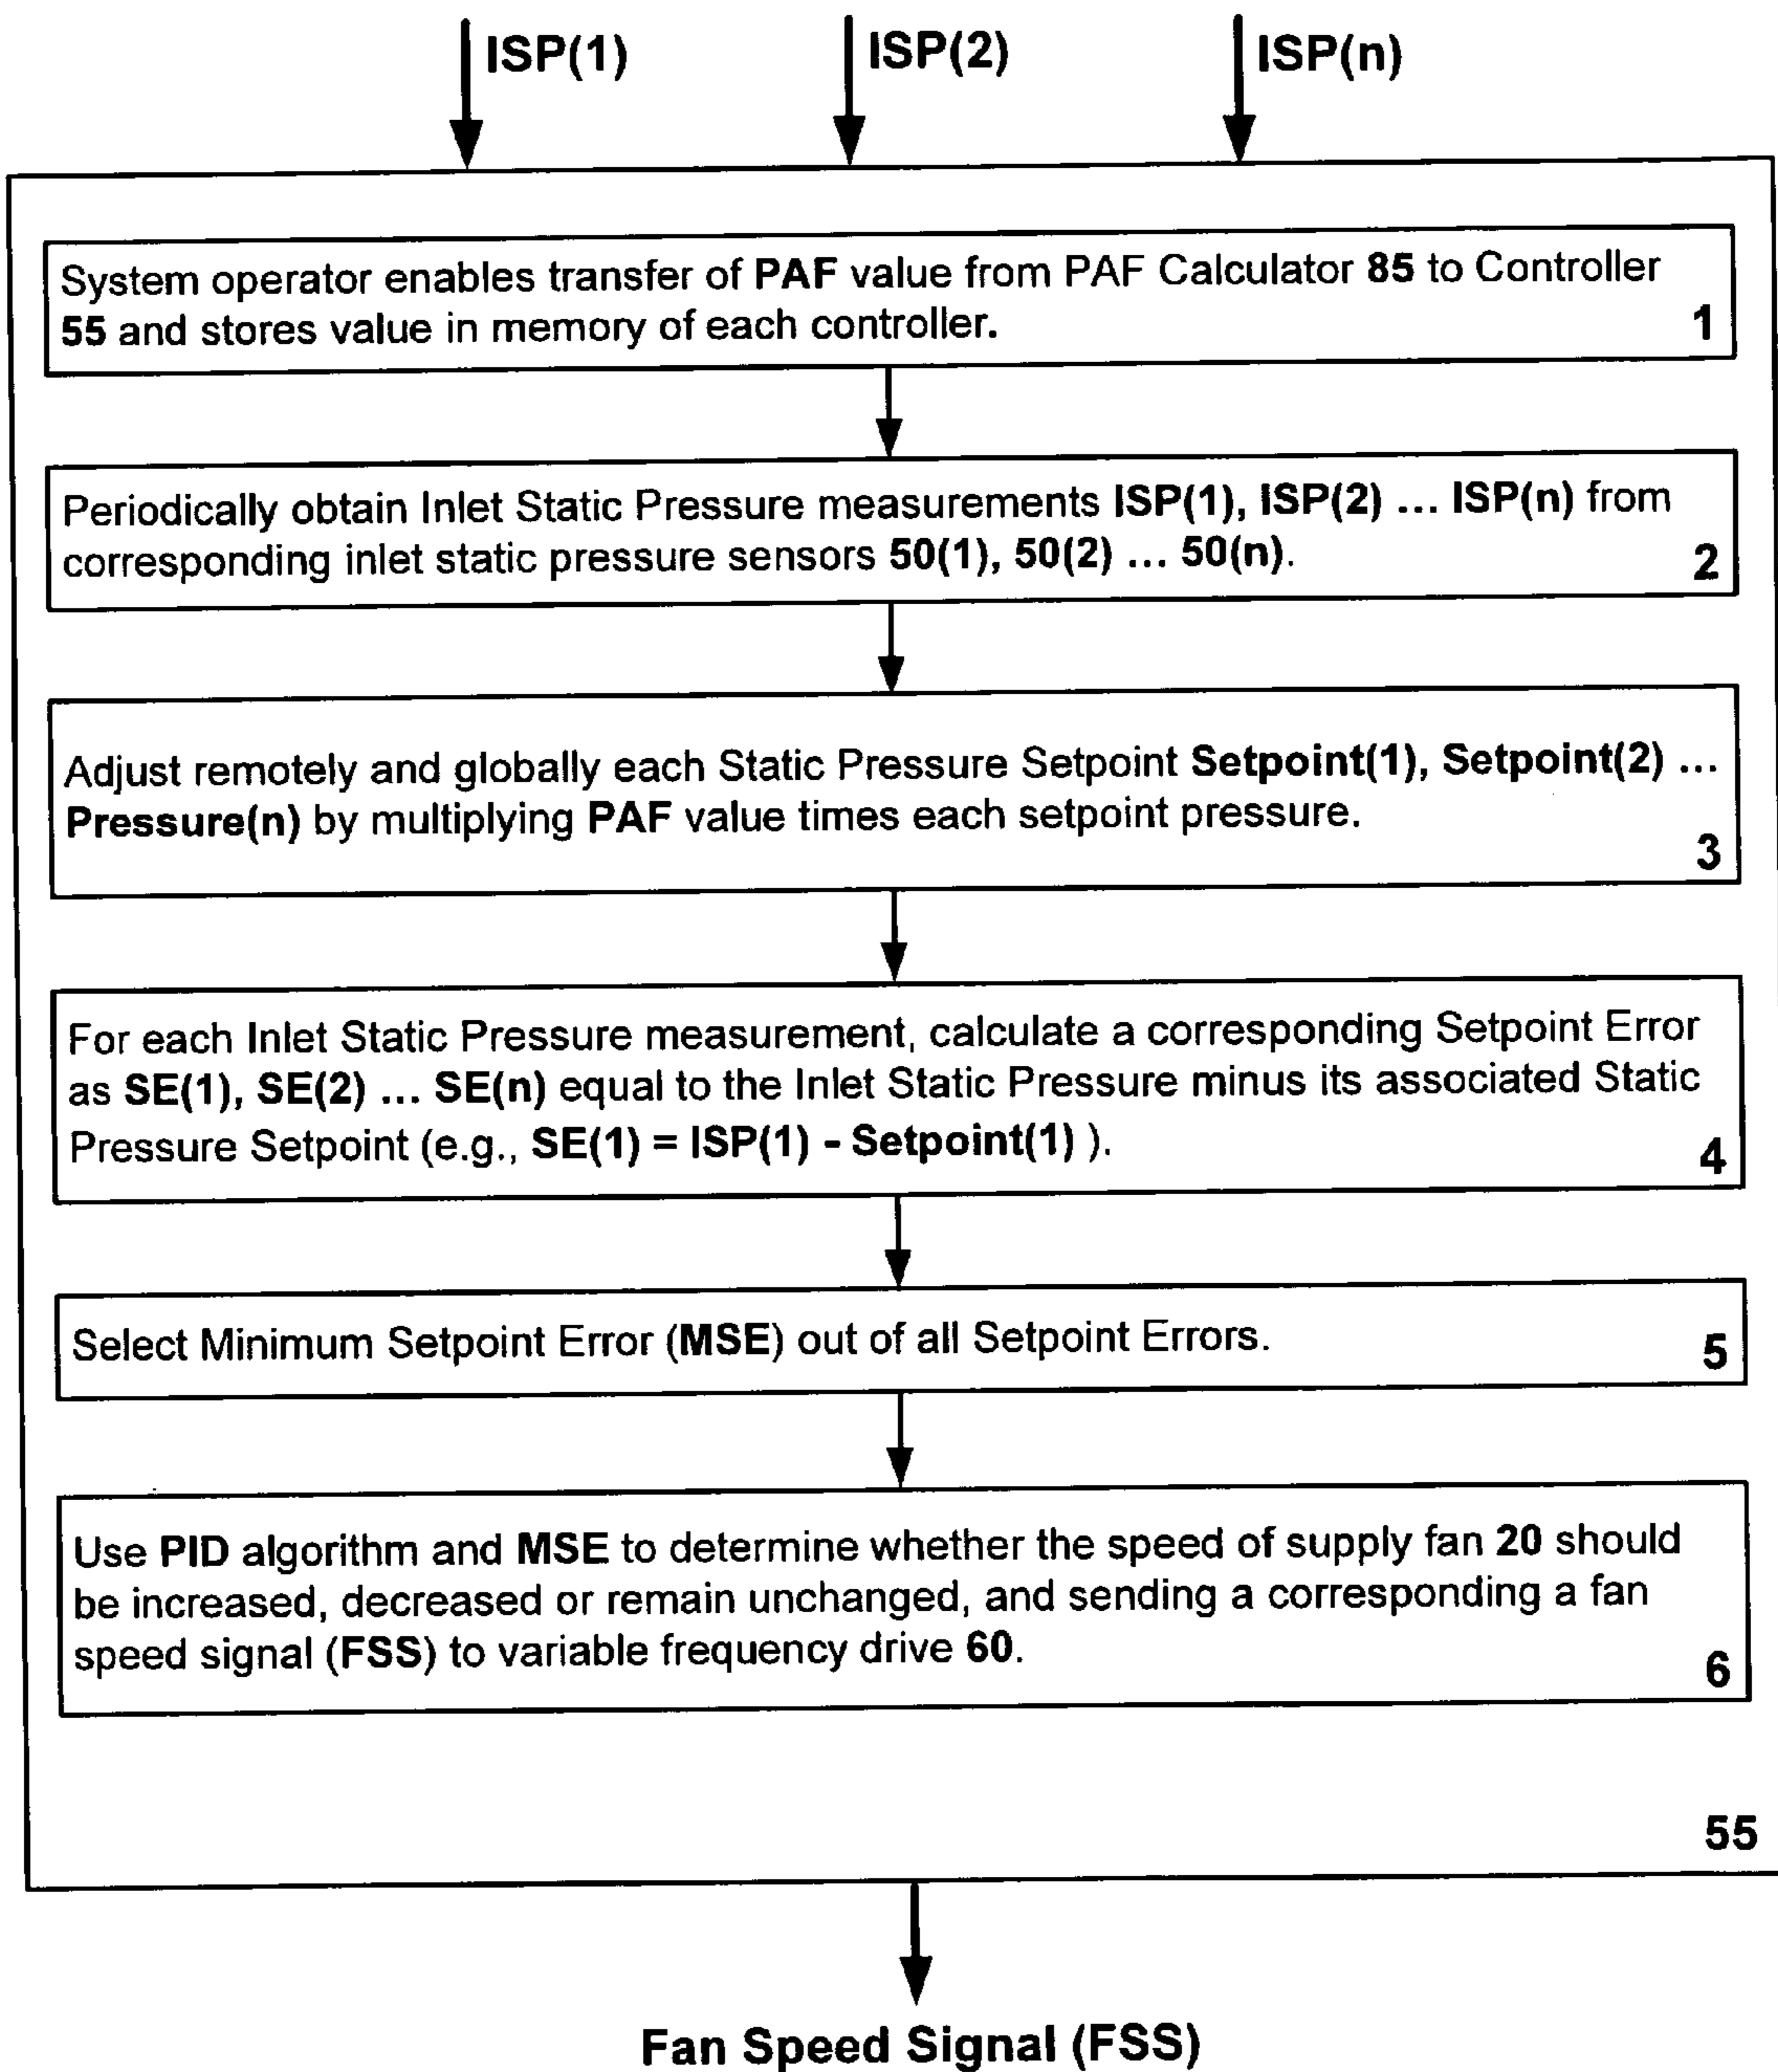 ISP(1) ISP(2) ISP(n)
System operator enables transfer of PAF value from PAF Calculator 85 to Controller
55 and stores value in memory of each controller.
1
Periodically obtain Inlet Static Pressure measurements ISP(1), ISP(2) ... ISP(n) from
corresponding inlet static pressure sensors 50(1), 50(2) ... 50(n).
2
Adjust remotely and globally each Static Pressure Setpoint Setpoint(1), Setpoint(2) ...
Pressure(n) by multiplying PAF value times each setpoint pressure.
3
For each Inlet Static Pressure measurement, calculate a corresponding Setpoint Error
as SE(1), SE(2) ... SE(n) equal to the Inlet Static Pressure minus its associated Static
Pressure Setpoint (e.g., SE(1) = ISP(1) - Setpoint(1) ).
4
Select Minimum Setpoint Error (MSE) out of all Setpoint Errors.
5
Use PID algorithm and MSE to determine whether the speed of supply fan 20 should
be increased, decreased or remain unchanged, and sending a corresponding a fan
speed signal (FSS) to variable frequency drive 60.
6
55
Fan Speed Signal (FSS)